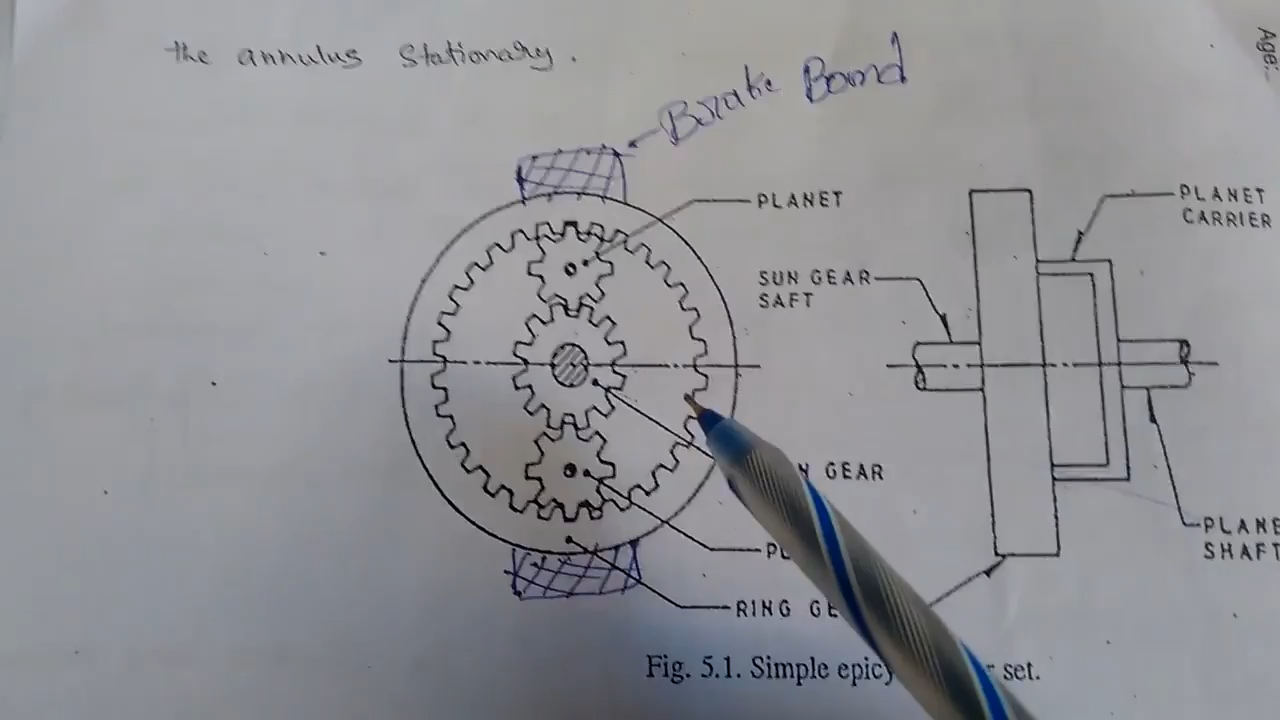 the annulus stationary.
Brake Band
PLANET
PLANET
CARRIER
SUN GEAR
SAFT
GEAR
RING GE
PLANE
SHAFT
Fig. 5.1. Simple epicy set.
Age: